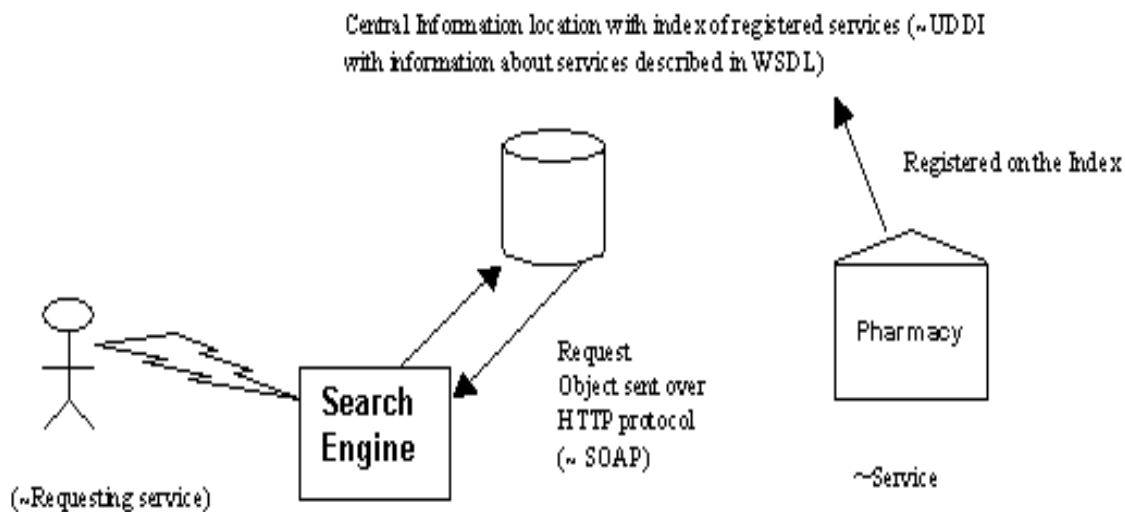 Central Information location with index of registered services (~UDDI
with information about services described in WSDL)
Registered on the Index
Pharmacy
Request
Object sent over
HTTP protocol
(~ SOAP)
Search
Engine
~Service
(~Requesting service)